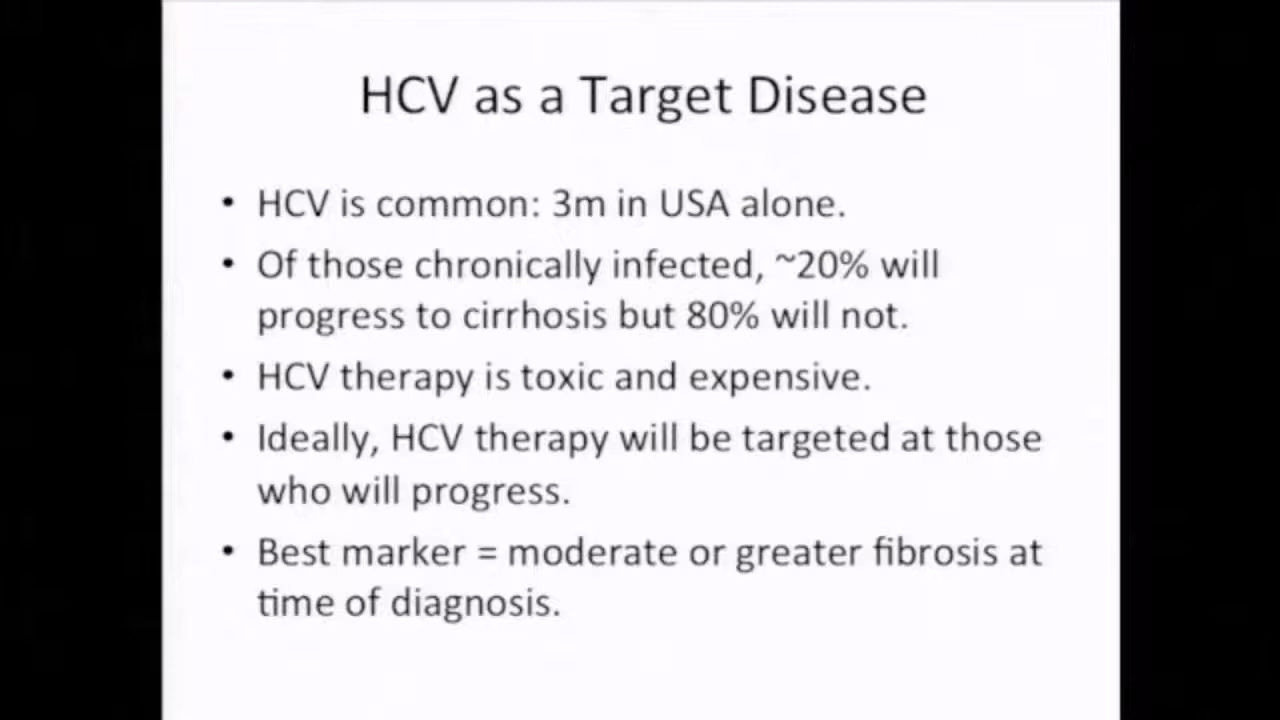 HCV as a Target Disease
• HCV is common: 3m in USA alone.
• Of those chronically infected, ~20% will
progress to cirrhosis but 80% will not.
• HCV therapy is toxic and expensive.
• Ideally, HCV therapy will be targeted at those
who will progress.
• Best marker = moderate or greater fibrosis at
time of diagnosis.